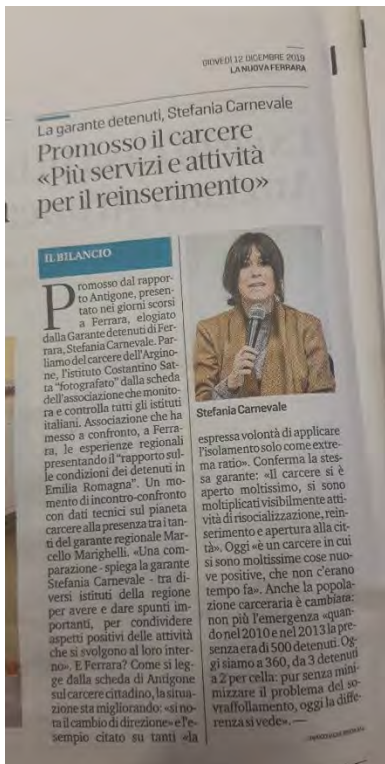 GIOVEDÌ 12 DICEMBRE 2019
LA NUOVA FERRARA
La garante detenuti, Stefania Carnevale
Promosso il carcere
«Più servizi e attività
per il reinserimento»
IL BILANCIO
Promosso dal rappor-
to Antigone, presen-
tato nei giorni scorsi
a Ferrara, elogiato
dalla Garante detenuti di Fer-
rara, Stefania Carnevale. Par-
liamo del carcere dell'Argino-
ne, l'istituto Costantino Sat-
ta "fotografato" dalla scheda
dell'associazione che monito-
ra e controlla tutti gli istituti
italiani. Associazione che ha
messo a confronto, a Ferra-
ra, le esperienze regionali
presentando il "rapporto sul-
le condizioni dei detenuti in
Emilia Romagna". Un mo-
mento di incontro-confronto
con dati tecnici sul pianeta
carcere alla presenza tra i tan-
ti del garante regionale Mar-
cello Marighelli. «Una com-
parazione - spiega la garante
Stefania Carnevale - tra di-
versi istituti della regione
per avere e dare spunti im-
portanti, per condividere
aspetti positivi delle attività
che si svolgono al loro inter-
no». E Ferrara? Come si leg-
ge dalla scheda di Antigone
sul carcere cittadino, la situa-
zione sta migliorando: «si no-
ta il cambio di direzione» e l'e-
sempio citato su tanti «la
Stefania Carnevale
espressa volontà di applicare
l'isolamento solo come extre-
ma ratio». Conferma la stes-
sa garante: «Il carcere si è
aperto moltissimo, si sono
moltiplicati visibilmente atti-
vità di risocializzazione, rein-
serimento e apertura alla cit-
tà». Oggi «è un carcere in cui
si sono moltissime cose nuo-
ve positive, che non c'erano
tempo fa». Anche la popola-
zione carceraria è cambiata:
non più l'emergenza «quan-
do nel 2010 e nel 2013 la pre-
senza era di 500 detenuti. Og-
gi siamo a 360, da 3 detenuti
a 2 per cella: pur senza mini-
mizzare il problema del so-
vraffollamento, oggi la diffe-
renza si vede». —